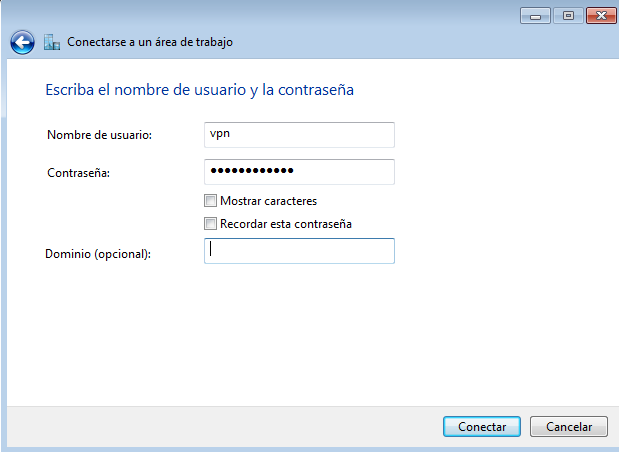 Conectarse a un área de trabajo
Escriba el nombre de usuario y la contraseña
Nombre de usuario: vpn
Contraseña: ••••••••••••
Mostrar caracteres
Recordar esta contraseña
Dominio (opcional):
Conectar Cancelar